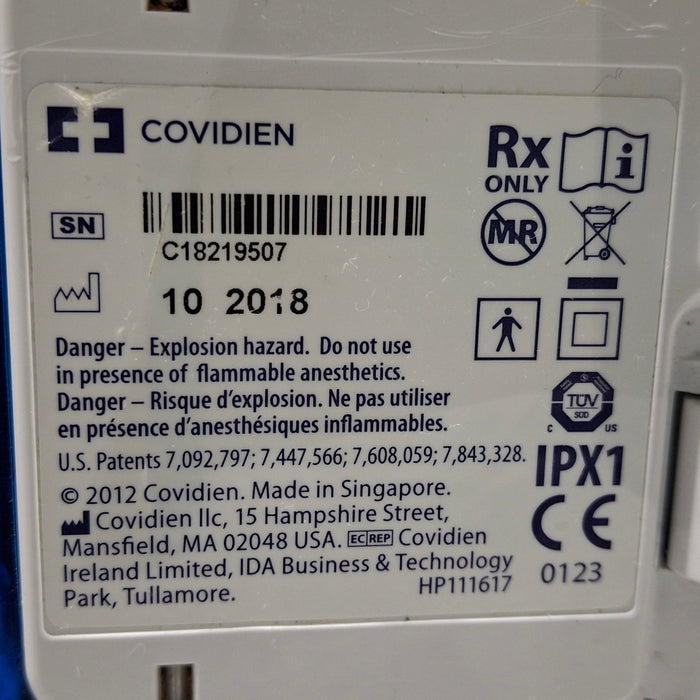 COVIDIEN
Rx
ONLY
i
SN
C18219507
MR
10 2018
Danger – Explosion hazard. Do not use
in presence of flammable anesthetics.
Danger – Risque d'explosion. Ne pas utiliser
en présence d'anesthésiques inflammables.
TÜV
SÜD
C US
U.S. Patents 7,092,797; 7,447,566; 7,608,059; 7,843,328.
IPX1
© 2012 Covidien. Made in Singapore.
Covidien llc, 15 Hampshire Street,
Mansfield, MA 02048 USA. EC REP Covidien
Ireland Limited, IDA Business & Technology
Park, Tullamore.
HP111617
CE
0123